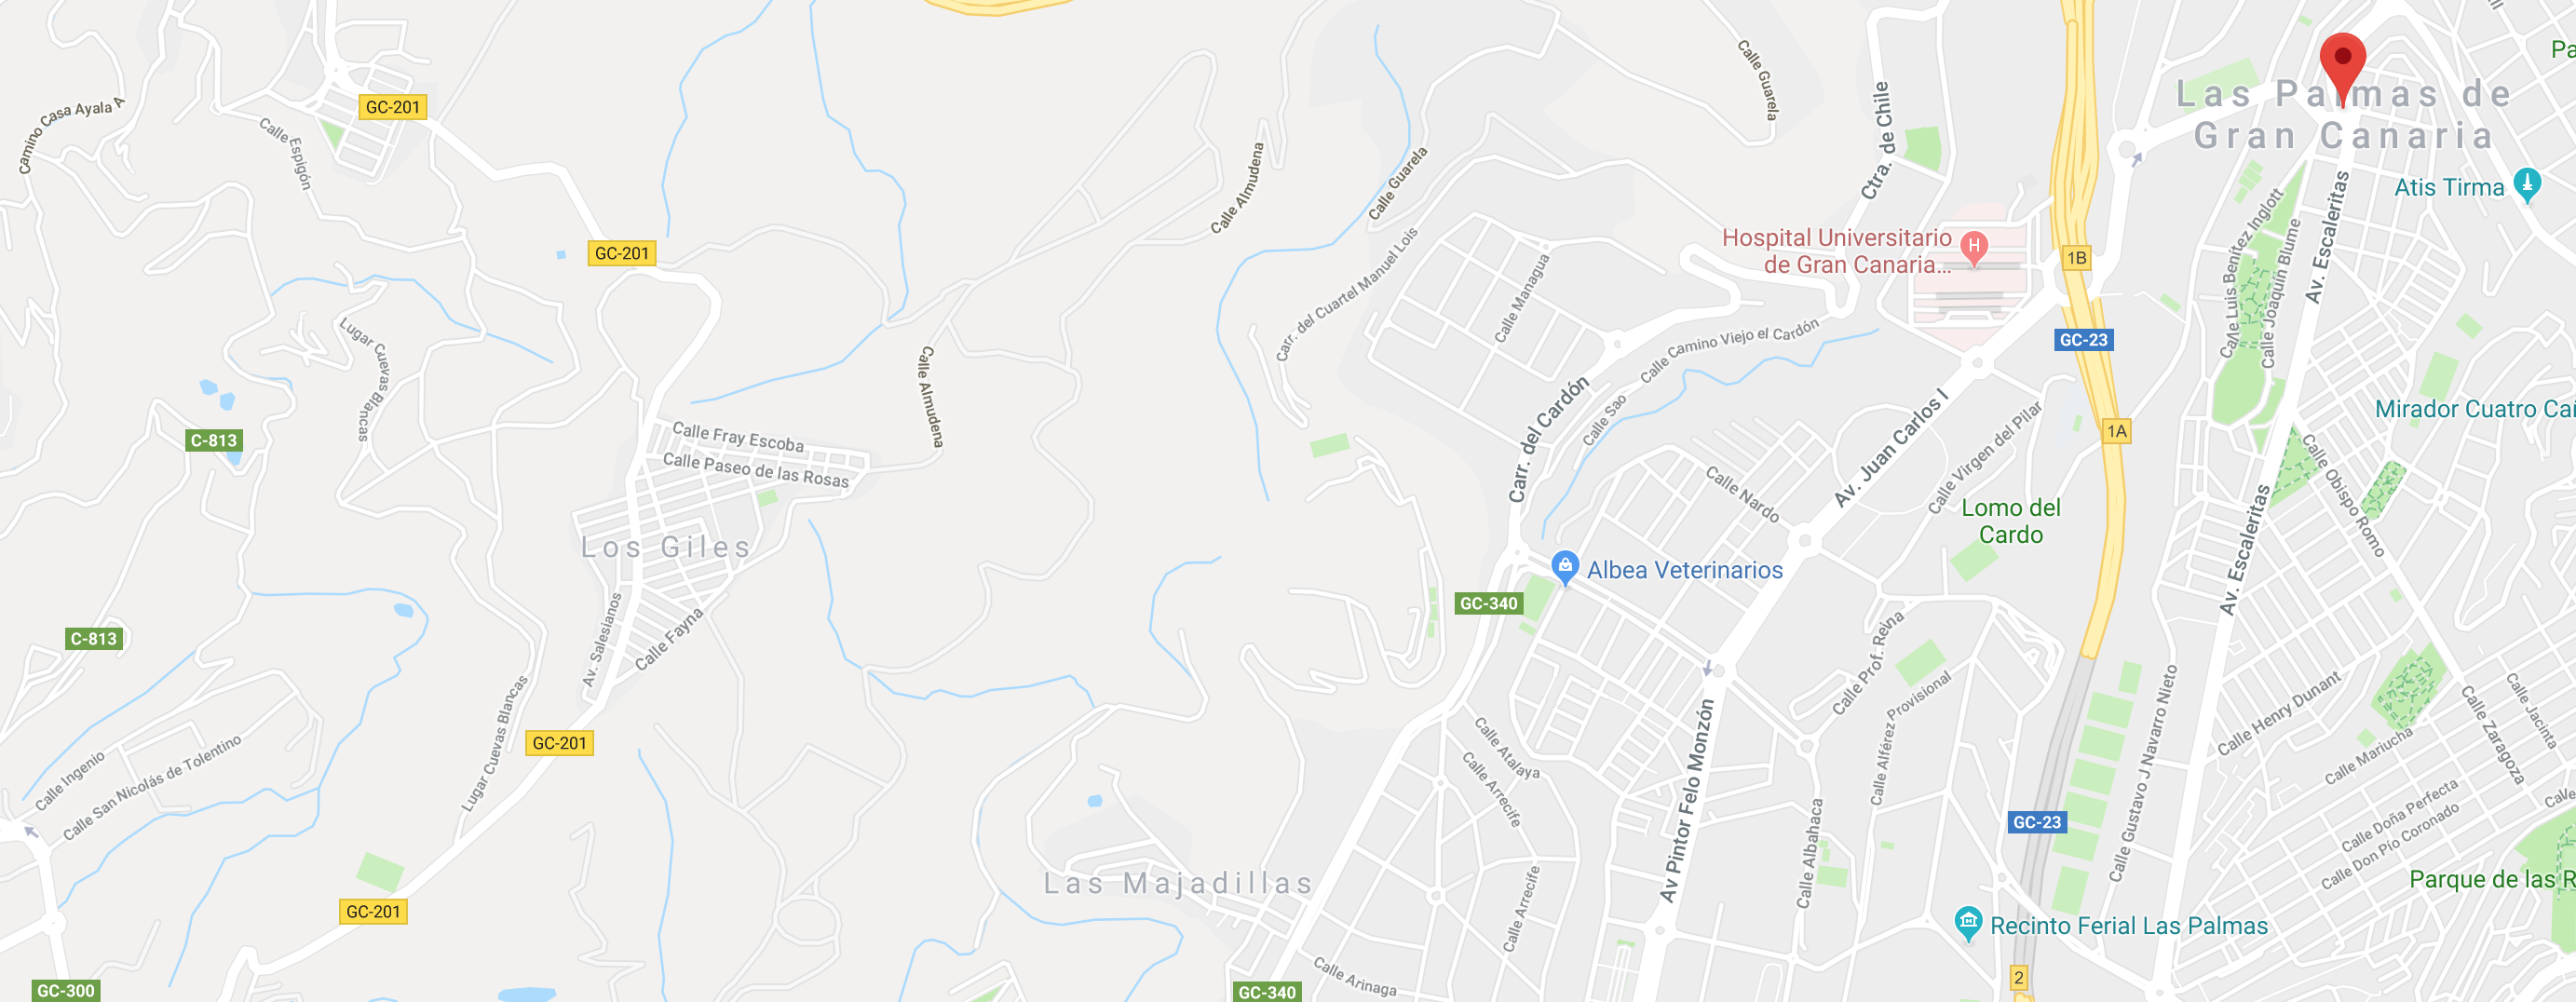 Camino Casa Ayala A
GC-201
Calle Espigón
GC-201
Lugar Cuevas Blancas
C-813
C-813
Calle Fray Escoba
Calle Paseo de las Rosas
Los Giles
Av. Salesianos
Calle Fayna
Lugar Cuevas Blancas
GC-201
Calle Ingenio
Calle San Nicolás de Tolentino
GC-201
GC-300
Calle Almudena
Calle Almudena
Calle Guarela
Calle Guarela
Carr. del Cuartel Manuel Lois
Calle Managua
Ctra. de Chile
Hospital Universitario
de Gran Canaria...
H
Calle Camino Viejo el Cardón
Calle Sao
Carr. del Cardón
Av. Juan Carlos I
Calle Nardo
Calle Virgen del Pilar
Lomo del
Cardo
Albea Veterinarios
GC-340
Calle Prof. Reina
Calle Alférez Provisional
Calle Atalaya
Calle Arrecife
Av Pintor Felo Monzón
Calle Albahaca
Las Majadillas
Calle Arrecife
Calle Arinaga
GC-340
Recinto Ferial Las Palmas
2
GC-23
1A
GC-23
1B
Las Palmas de
Gran Canaria
Atis Tirma
Av. Escaleritas
Calle Luis Benítez Inglott
Calle Joaquín Blume
Mirador Cuatro
Calle Obispo Romo
Av. Escaleritas
Calle Gustavo J Navarro Nieto
Calle Henry Dunant
Calle Mariucha
Calle Zaragoza
Calle Jacinta
Calle Doña Perfecta
Calle Don Pío Coronado
Parque de las R
Pa